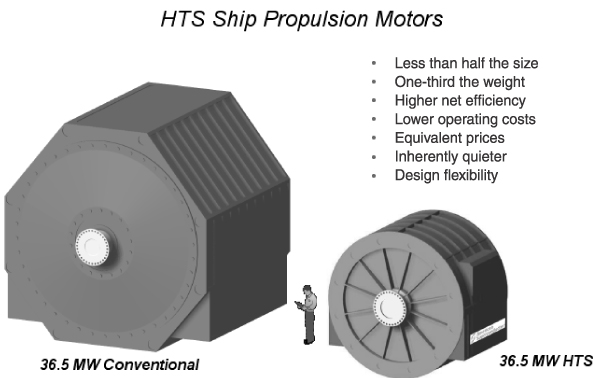 HTS Ship Propulsion Motors
Less than half the size
One-third the weight
Higher net efficiency
Lower operating costs
Equivalent prices
Inherently quieter
Design flexibility
36.5 MW Conventional
36.5 MW HTS